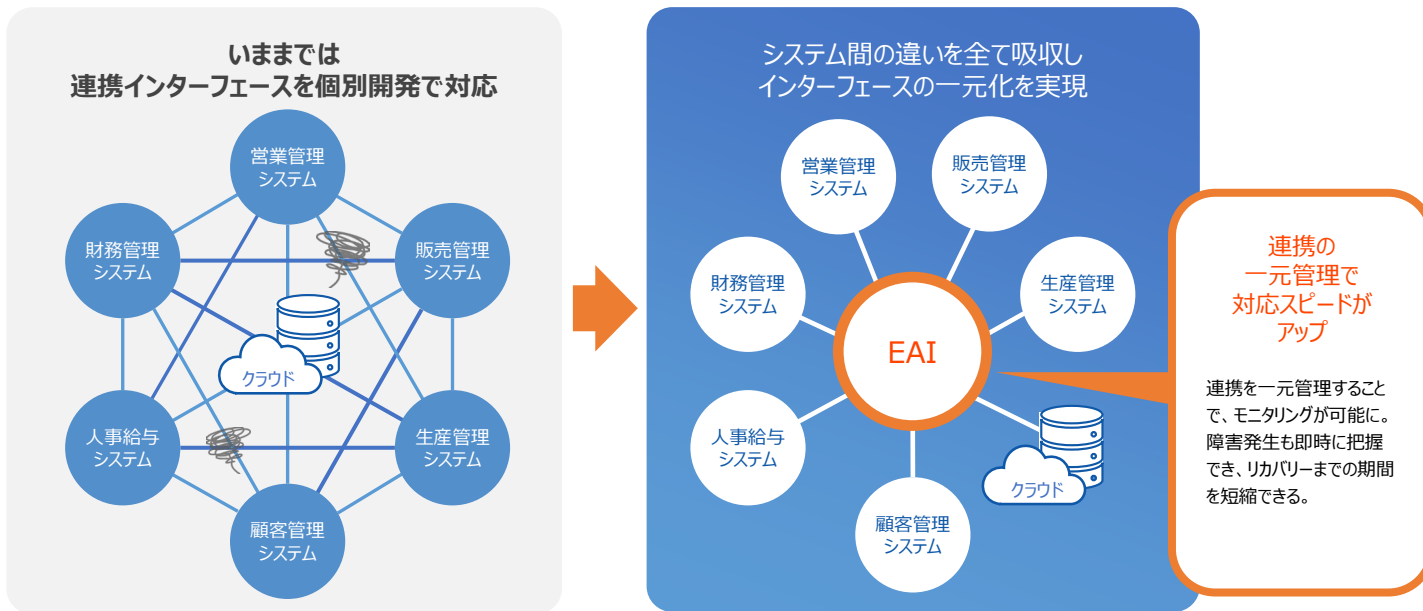 いままでは
連携インターフェースを個別開発で対応
営業管理
システム
財務管理
システム
販売管理
システム
クラウド
人事給与
システム
生産管理
システム
顧客管理
システム
システム間の違いを全て吸収し
インターフェースの一元化を実現
営業管理
システム
販売管理
システム
財務管理
システム
生産管理
システム
EAI
人事給与
システム
クラウド
顧客管理
システム
連携の
一元管理で
対応スピードが
アップ
連携を一元管理すること
で、モニタリングが可能に。
障害発生も即時に把握
でき、リカバリーまでの期間
を短縮できる。